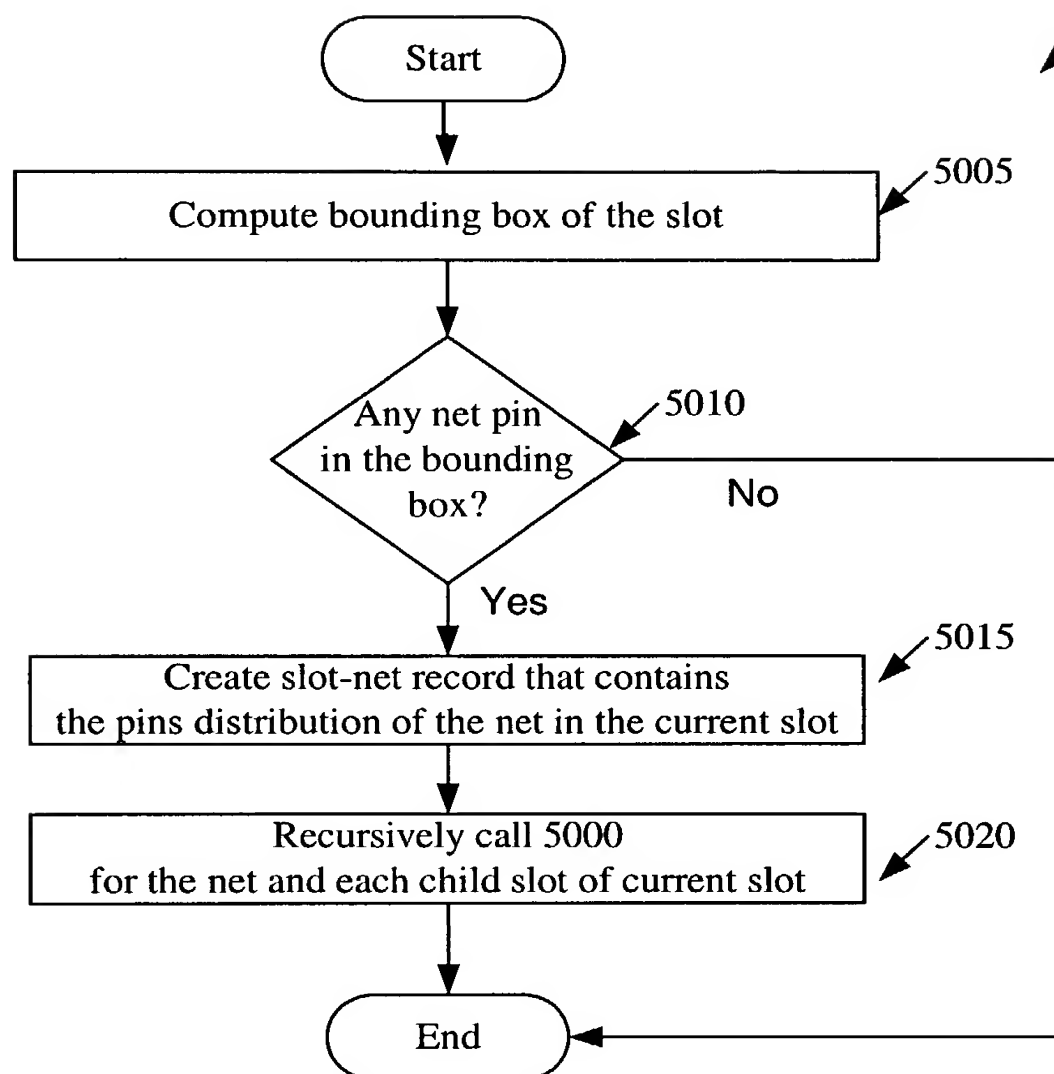 Start
5005
Compute bounding box of the slot
5010
Any net pin
in the bounding
box?
No
Yes
5015
Create slot-net record that contains
the pins distribution of the net in the current slot
5020
Recursively call 5000
for the net and each child slot of current slot
End